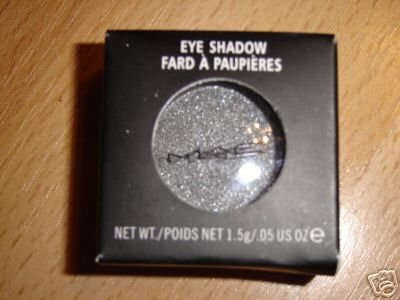 EYE SHADOW
FARD À PAUPIÈRES
MAC
NET WT./POIDS NET 1.5g/.05 US OZ e